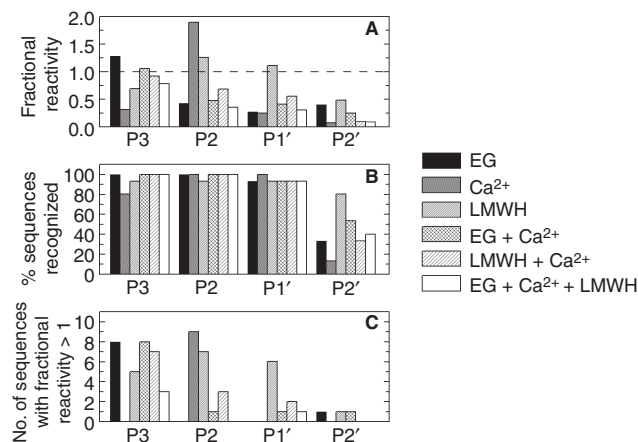 A
Fractional
reactivity
2.0
1.5
1.0
0.5
0.0
P3 P2 P1′ P2′
B
% sequences
recognized
100
80
60
40
20
0
P3 P2 P1′ P2′
C
No. of sequences
with fractional
reactivity > 1
10
8
6
4
2
0
P3 P2 P1′ P2′
EG
Ca²⁺
LMWH
EG + Ca²⁺
LMWH + Ca²⁺
EG + Ca²⁺ + LMWH